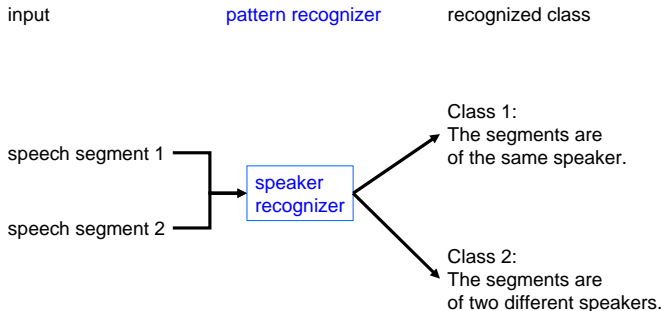 input
pattern recognizer
recognized class
Class 1:
The segments are
of the same speaker.
speech segment 1
speaker
recognizer
speech segment 2
Class 2:
The segments are
of two different speakers.